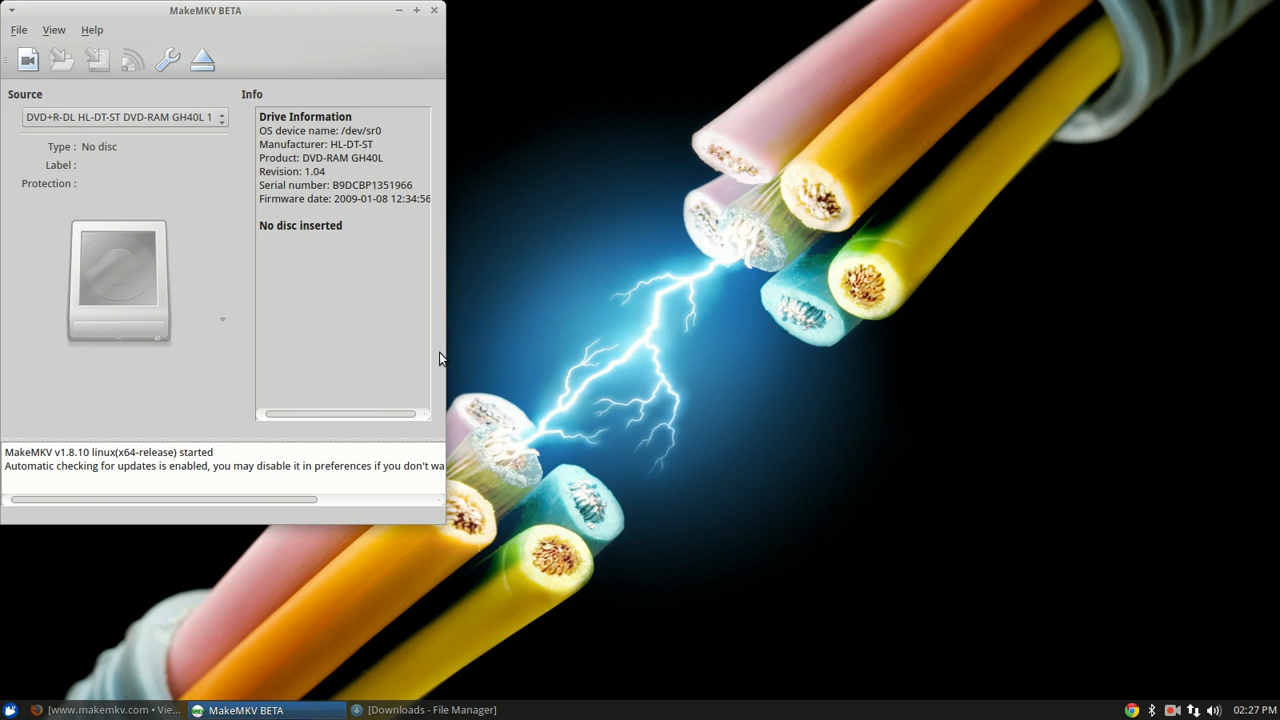 MakeMKV BETA
File View Help
Source
DVD+R-DL HL-DT-ST DVD-RAM GH40L 1
Type : No disc
Label :
Protection :
Info
Drive Information
OS device name: /dev/sr0
Manufacturer: HL-DT-ST
Product: DVD-RAM GH40L
Revision: 1.04
Serial number: B9DCBP1351966
Firmware date: 2009-01-08 12:34:56
No disc inserted
MakeMKV v1.8.10 linux(x64-release) started
Automatic checking for updates is enabled, you may disable it in preferences if you don't wa
[www.makemkv.com • Vie...
MakeMKV BETA
[Downloads - File Manager]
02:27 PM